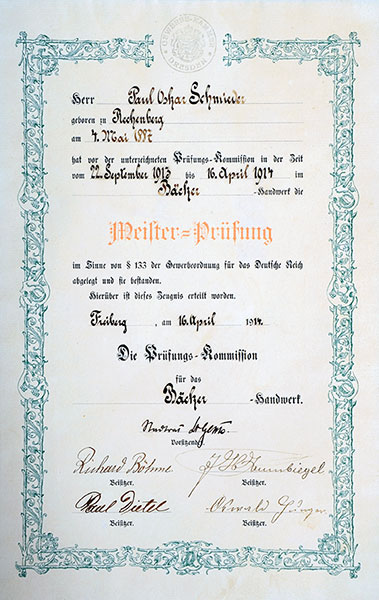 GEWERBEKAMMER
DRESDEN
Herr Paul Oskar Schmieder
geboren zu Rechenberg
am 4. Mai 1887
hat vor der unterzeichneten Prüfungs-Kommission in der Zeit
vom 22. September 1913 bis 16. April 1914 im
Bäcker-Handwerk die
Meister=Prüfung
im Sinne von § 133 der Gewerbeordnung für das Deutsche Reich
abgelegt und sie bestanden.
Hierüber ist dieses Zeugnis erteilt worden.
Freiberg, am 16. April 1914.
Die Prüfungs-Kommission
für das
Bäcker-Handwerk.
Vorsitzender.
Richard Böhme
Beisitzer. Beisitzer.
Paul Dietel Oswald
Beisitzer. Beisitzer.